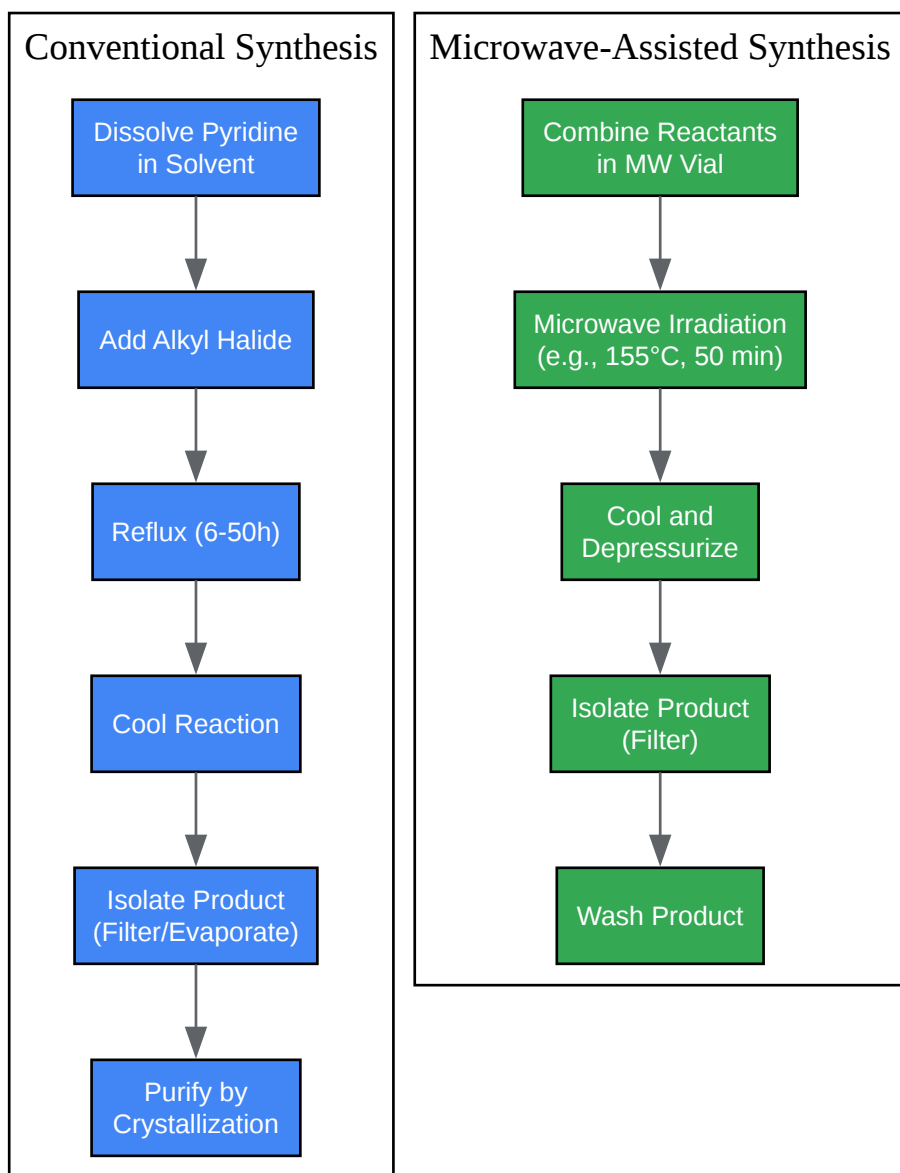 Conventional Synthesis
Dissolve Pyridine
in Solvent
Add Alkyl Halide
Reflux (6-50h)
Cool Reaction
Isolate Product
(Filter/Evaporate)
Purify by
Crystallization
Microwave-Assisted Synthesis
Combine Reactants
in MW Vial
Microwave Irradiation
(e.g., 155°C, 50 min)
Cool and
Depressurize
Isolate Product
(Filter)
Wash Product